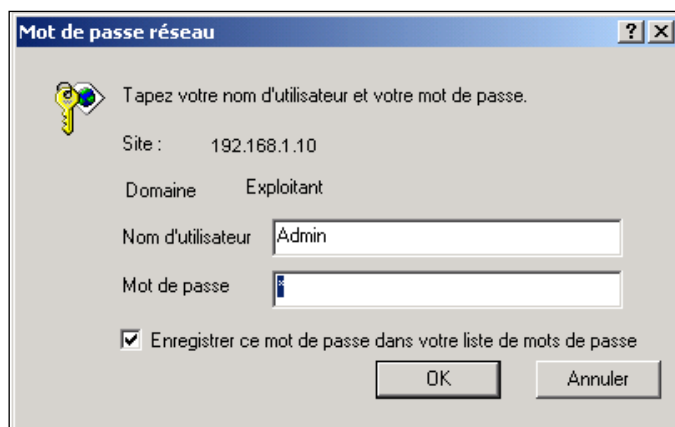 Mot de passe réseau
Tapez votre nom d'utilisateur et votre mot de passe.
Site : 192.168.1.10
Domaine Exploitant
Nom d'utilisateur Admin
Mot de passe *
Enregistrer ce mot de passe dans votre liste de mots de passe
OK Annuler